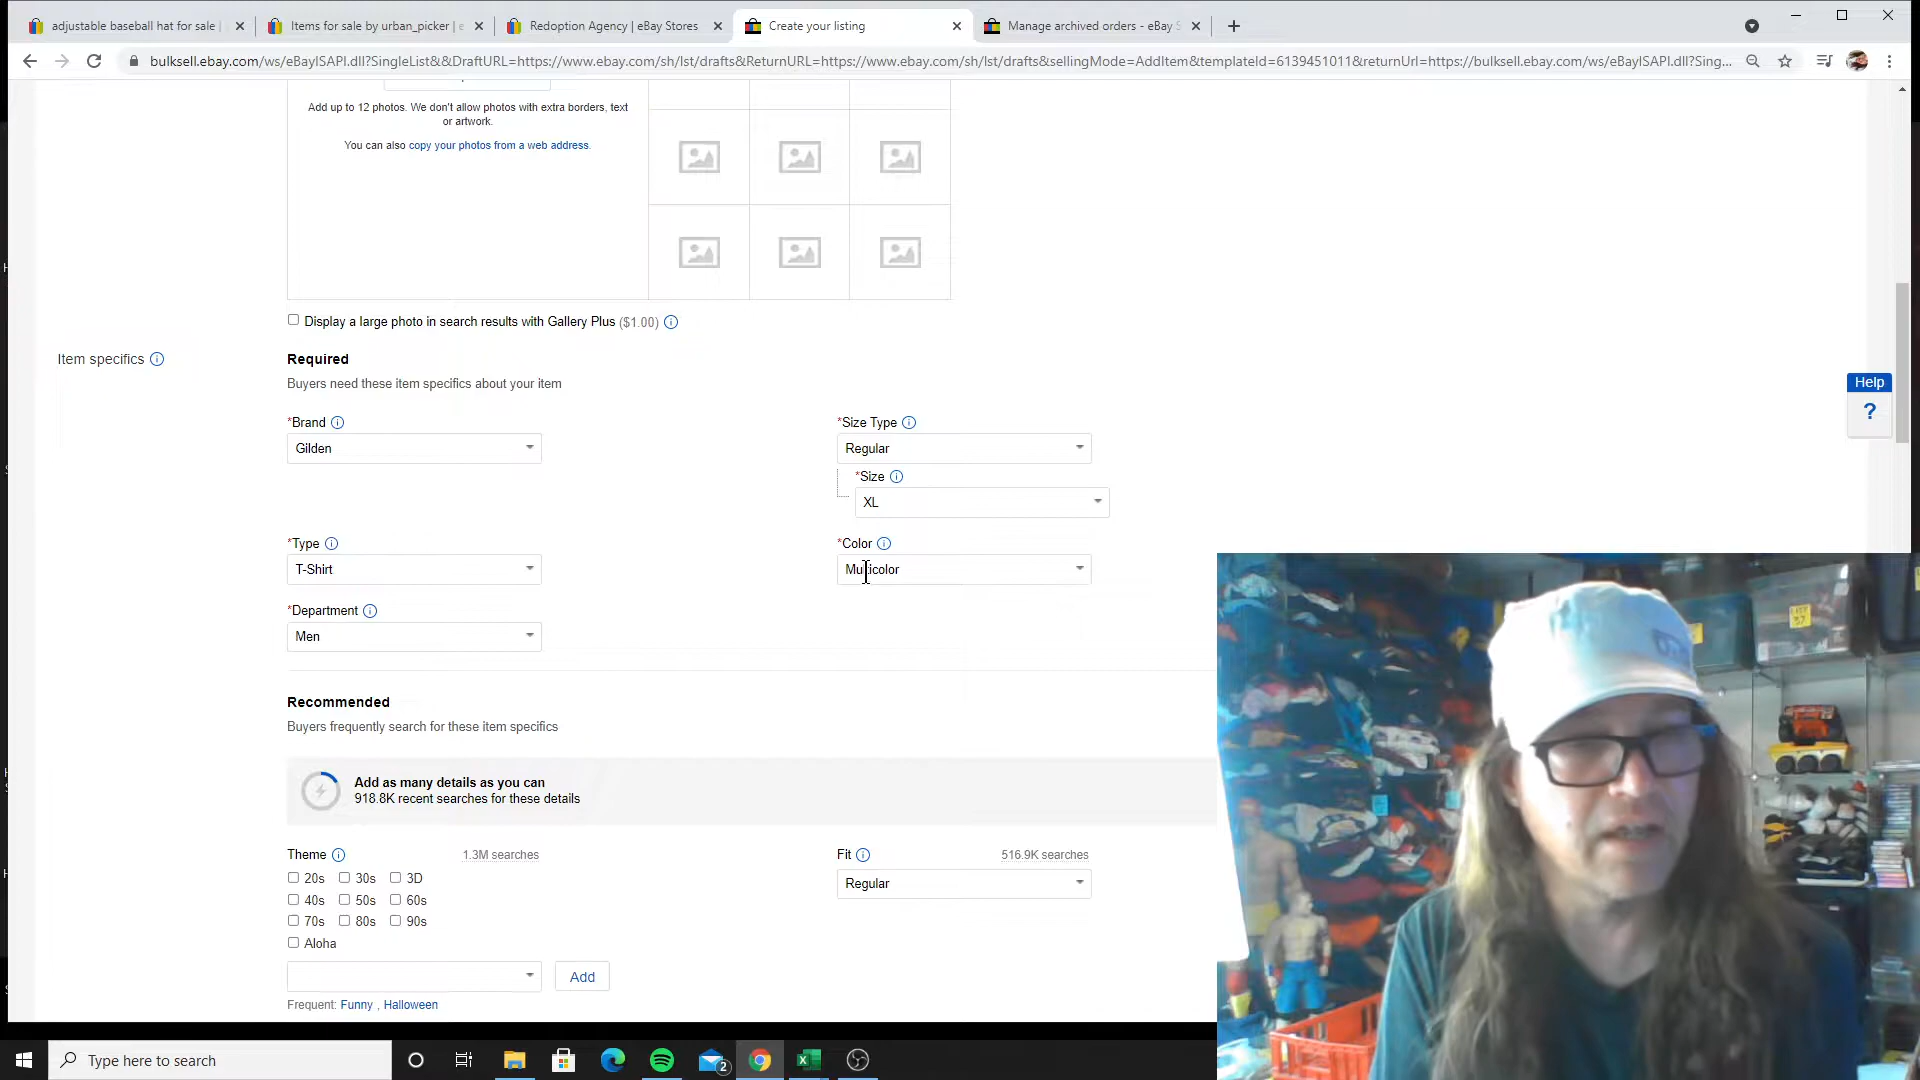 adjustable baseball hat for sale |
Items for sale by urban_picker | e
Redoption Agency | eBay Stores
Create your listing
Manage archived orders - eBay S
bulksell.ebay.com/ws/eBayISAPI.dll?SingleList&&DraftURL=https://www.ebay.com/sh/lst/drafts&ReturnURL=https://www.ebay.com/sh/lst/drafts&sellingMode=AddItem&templateId=6139451011&returnUrl=https://bulksell.ebay.com/ws/eBayISAPI.dll?Sing...
Add up to 12 photos. We don't allow photos with extra borders, text
or artwork.
You can also copy your photos from a web address.
Display a large photo in search results with Gallery Plus ($1.00)
Item specifics
Required
Buyers need these item specifics about your item
Help
?
*Brand
Gilden
*Size Type
Regular
*Size
XL
*Type
T-Shirt
*Color
Multicolor
*Department
Men
Recommended
Buyers frequently search for these item specifics
Add as many details as you can
918.8K recent searches for these details
Theme 1.3M searches
20s 30s 3D
40s 50s 60s
70s 80s 90s
Aloha
Add
Frequent: Funny , Halloween
Fit 516.9K searches
Regular
Type here to search
2